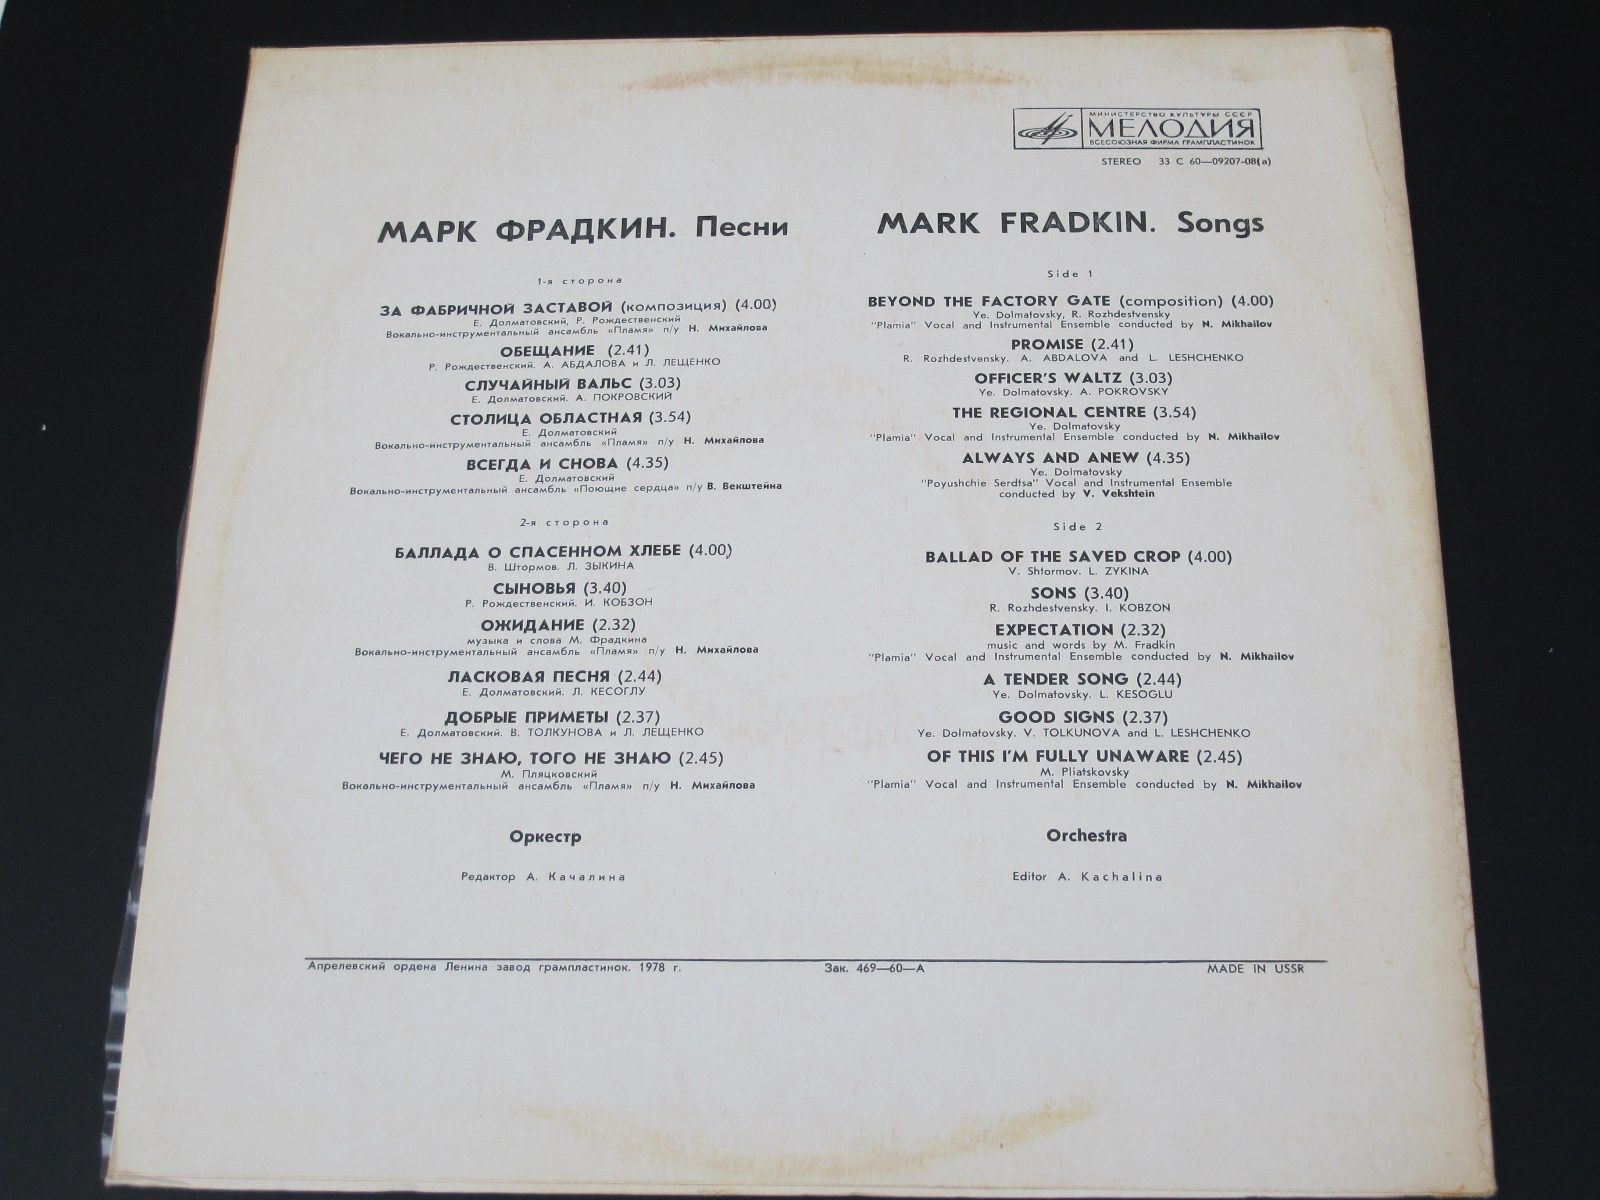 МИНИСТЕРСТВО КУЛЬТУРЫ СССР
МЕЛОДИЯ
ВСЕСОЮЗНАЯ ФИРМА ГРАМПЛАСТИНОК
STEREO 33 С 60—09207-08(а)
МАРК ФРАДКИН. Песни
1-я сторона
ЗА ФАБРИЧНОЙ ЗАСТАВОЙ (композиция) (4.00)
Е. Долматовский, Р. Рождественский
Вокально-инструментальный ансамбль «Пламя» п/у Н. Михайлова
ОБЕЩАНИЕ (2.41)
Р. Рождественский. А. АБДАЛОВА и Л. ЛЕЩЕНКО
СЛУЧАЙНЫЙ ВАЛЬС (3.03)
Е. Долматовский. А. ПОКРОВСКИЙ
СТОЛИЦА ОБЛАСТНАЯ (3.54)
Е. Долматовский
Вокально-инструментальный ансамбль «Пламя» п/у Н. Михайлова
ВСЕГДА И СНОВА (4.35)
Е. Долматовский
Вокально-инструментальный ансамбль «Поющие сердца» п/у В. Векштейна
2-я сторона
БАЛЛАДА О СПАСЕННОМ ХЛЕБЕ (4.00)
В. Штормов. Л. ЗЫКИНА
СЫНОВЬЯ (3.40)
Р. Рождественский. И. КОБЗОН
ОЖИДАНИЕ (2.32)
музыка и слова М. Фрадкина
Вокально-инструментальный ансамбль «Пламя» п/у Н. Михайлова
ЛАСКОВАЯ ПЕСНЯ (2.44)
Е. Долматовский. Л. КЕСОГЛУ
ДОБРЫЕ ПРИМЕТЫ (2.37)
Е. Долматовский. В. ТОЛКУНОВА и Л. ЛЕЩЕНКО
ЧЕГО НЕ ЗНАЮ, ТОГО НЕ ЗНАЮ (2.45)
М. Пляцковский
Вокально-инструментальный ансамбль «Пламя» п/у Н. Михайлова
Оркестр
Редактор А. Качалина
MARK FRADKIN. Songs
Side 1
BEYOND THE FACTORY GATE (composition) (4.00)
Ye. Dolmatovsky, R. Rozhdestvensky
"Plamia" Vocal and Instrumental Ensemble conducted by N. Mikhailov
PROMISE (2.41)
R. Rozhdestvensky. A. ABDALOVA and L. LESHCHENKO
OFFICER'S WALTZ (3.03)
Ye. Dolmatovsky. A. POKROVSKY
THE REGIONAL CENTRE (3.54)
Ye. Dolmatovsky
"Plamia" Vocal and Instrumental Ensemble conducted by N. Mikhailov
ALWAYS AND ANEW (4.35)
Ye. Dolmatovsky
"Poyushchie Serdtsa" Vocal and Instrumental Ensemble
conducted by V. Vekshtein
Side 2
BALLAD OF THE SAVED CROP (4.00)
V. Shtormov. L. ZYKINA
SONS (3.40)
R. Rozhdestvensky. I. KOBZON
EXPECTATION (2.32)
music and words by M. Fradkin
"Plamia" Vocal and Instrumental Ensemble conducted by N. Mikhailov
A TENDER SONG (2.44)
Ye. Dolmatovsky. L. KESOGLU
GOOD SIGNS (2.37)
Ye. Dolmatovsky. V. TOLKUNOVA and L. LESHCHENKO
OF THIS I'M FULLY UNAWARE (2.45)
M. Pliatskovsky
"Plamia" Vocal and Instrumental Ensemble conducted by N. Mikhailov
Orchestra
Editor A. Kachalina
Апрелевский ордена Ленина завод грампластинок. 1978 г. Зак. 469—60—А MADE IN USSR